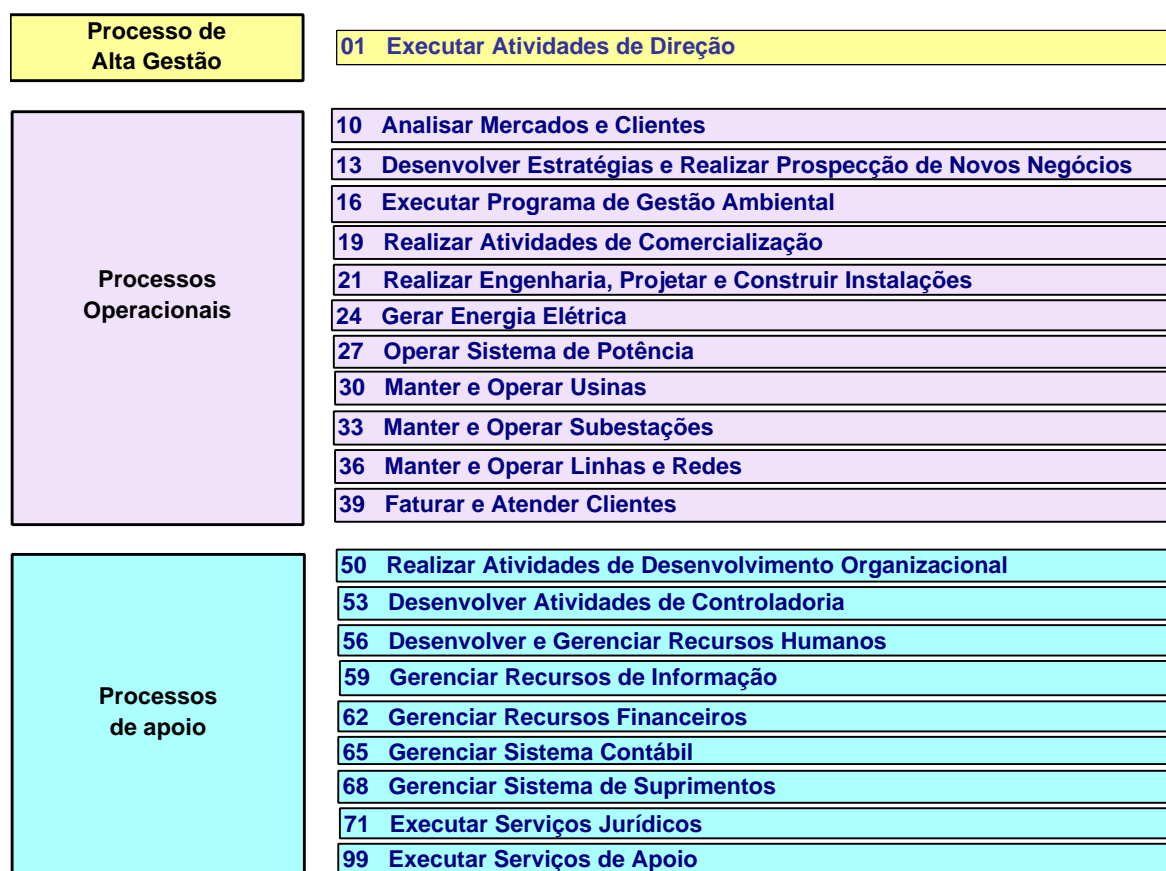 Processo de
Alta Gestão
01 Executar Atividades de Direção
Processos
Operacionais
10 Analisar Mercados e Clientes
13 Desenvolver Estratégias e Realizar Prospecção de Novos Negócios
16 Executar Programa de Gestão Ambiental
19 Realizar Atividades de Comercialização
21 Realizar Engenharia, Projetar e Construir Instalações
24 Gerar Energia Elétrica
27 Operar Sistema de Potência
30 Manter e Operar Usinas
33 Manter e Operar Subestações
36 Manter e Operar Linhas e Redes
39 Faturar e Atender Clientes
Processos
de apoio
50 Realizar Atividades de Desenvolvimento Organizacional
53 Desenvolver Atividades de Controladoria
56 Desenvolver e Gerenciar Recursos Humanos
59 Gerenciar Recursos de Informação
62 Gerenciar Recursos Financeiros
65 Gerenciar Sistema Contábil
68 Gerenciar Sistema de Suprimentos
71 Executar Serviços Jurídicos
99 Executar Serviços de Apoio